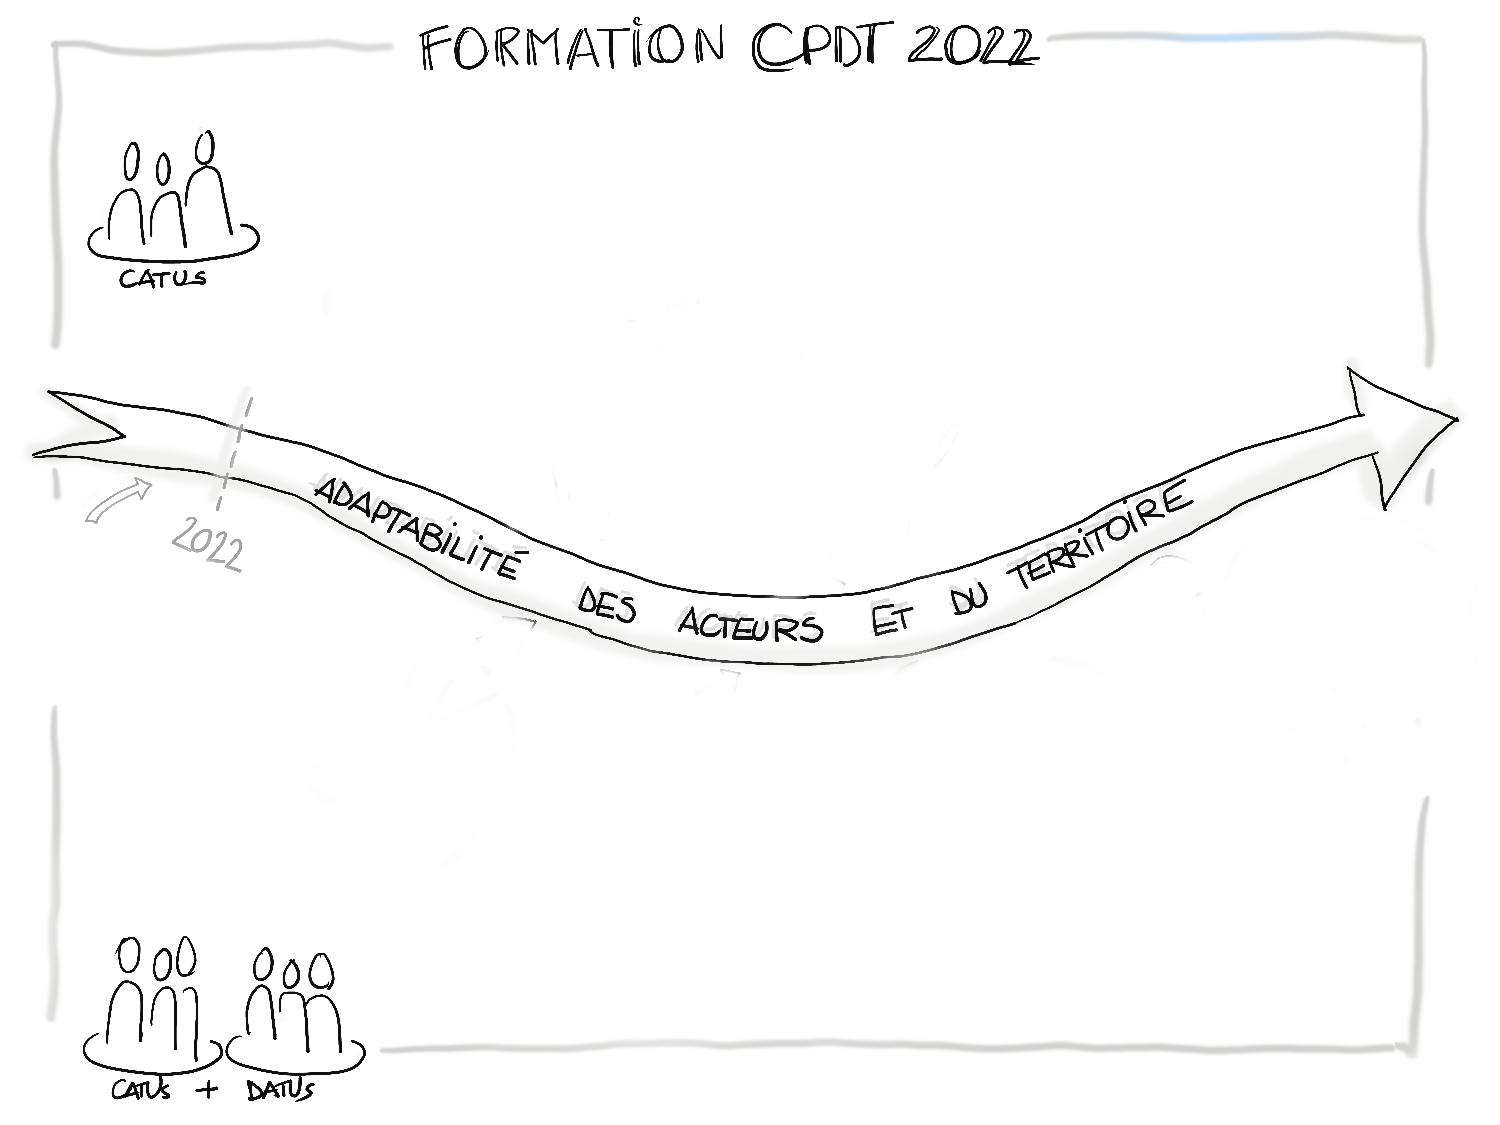 FORMATION CPDT 2022
CATUS
2022
ADAPTABILITÉ DES ACTEURS ET DU TERRITOIRE
CATUS + DATUS